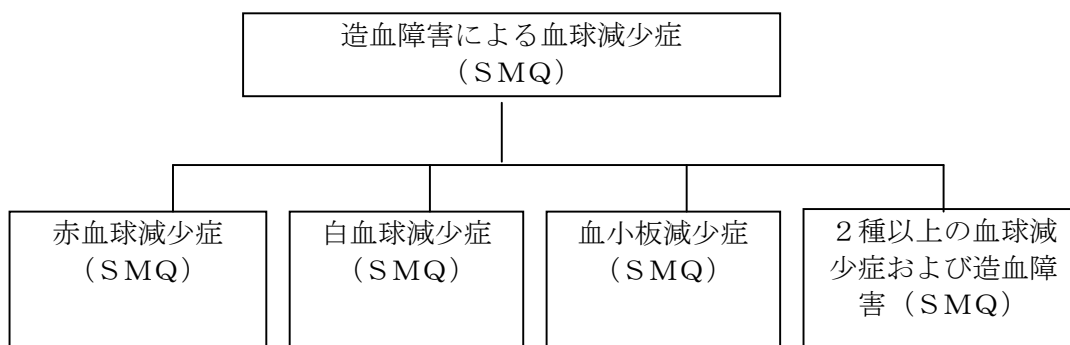 造血障害による血球減少症
（ＳＭＱ）
赤血球減少症
（ＳＭＱ）
白血球減少症
（ＳＭＱ）
血小板減少症
（ＳＭＱ）
２種以上の血球減
少症および造血障
害（ＳＭＱ）